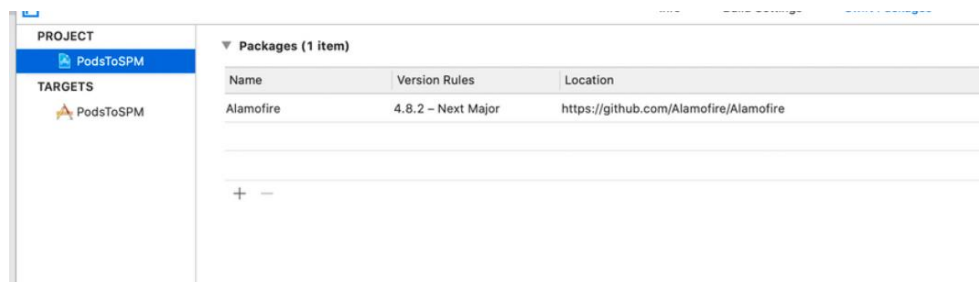 PROJECT
PodsToSPM
TARGETS
PodsToSPM
Packages (1 item)
Name Version Rules Location
Alamofire 4.8.2 – Next Major https://github.com/Alamofire/Alamofire